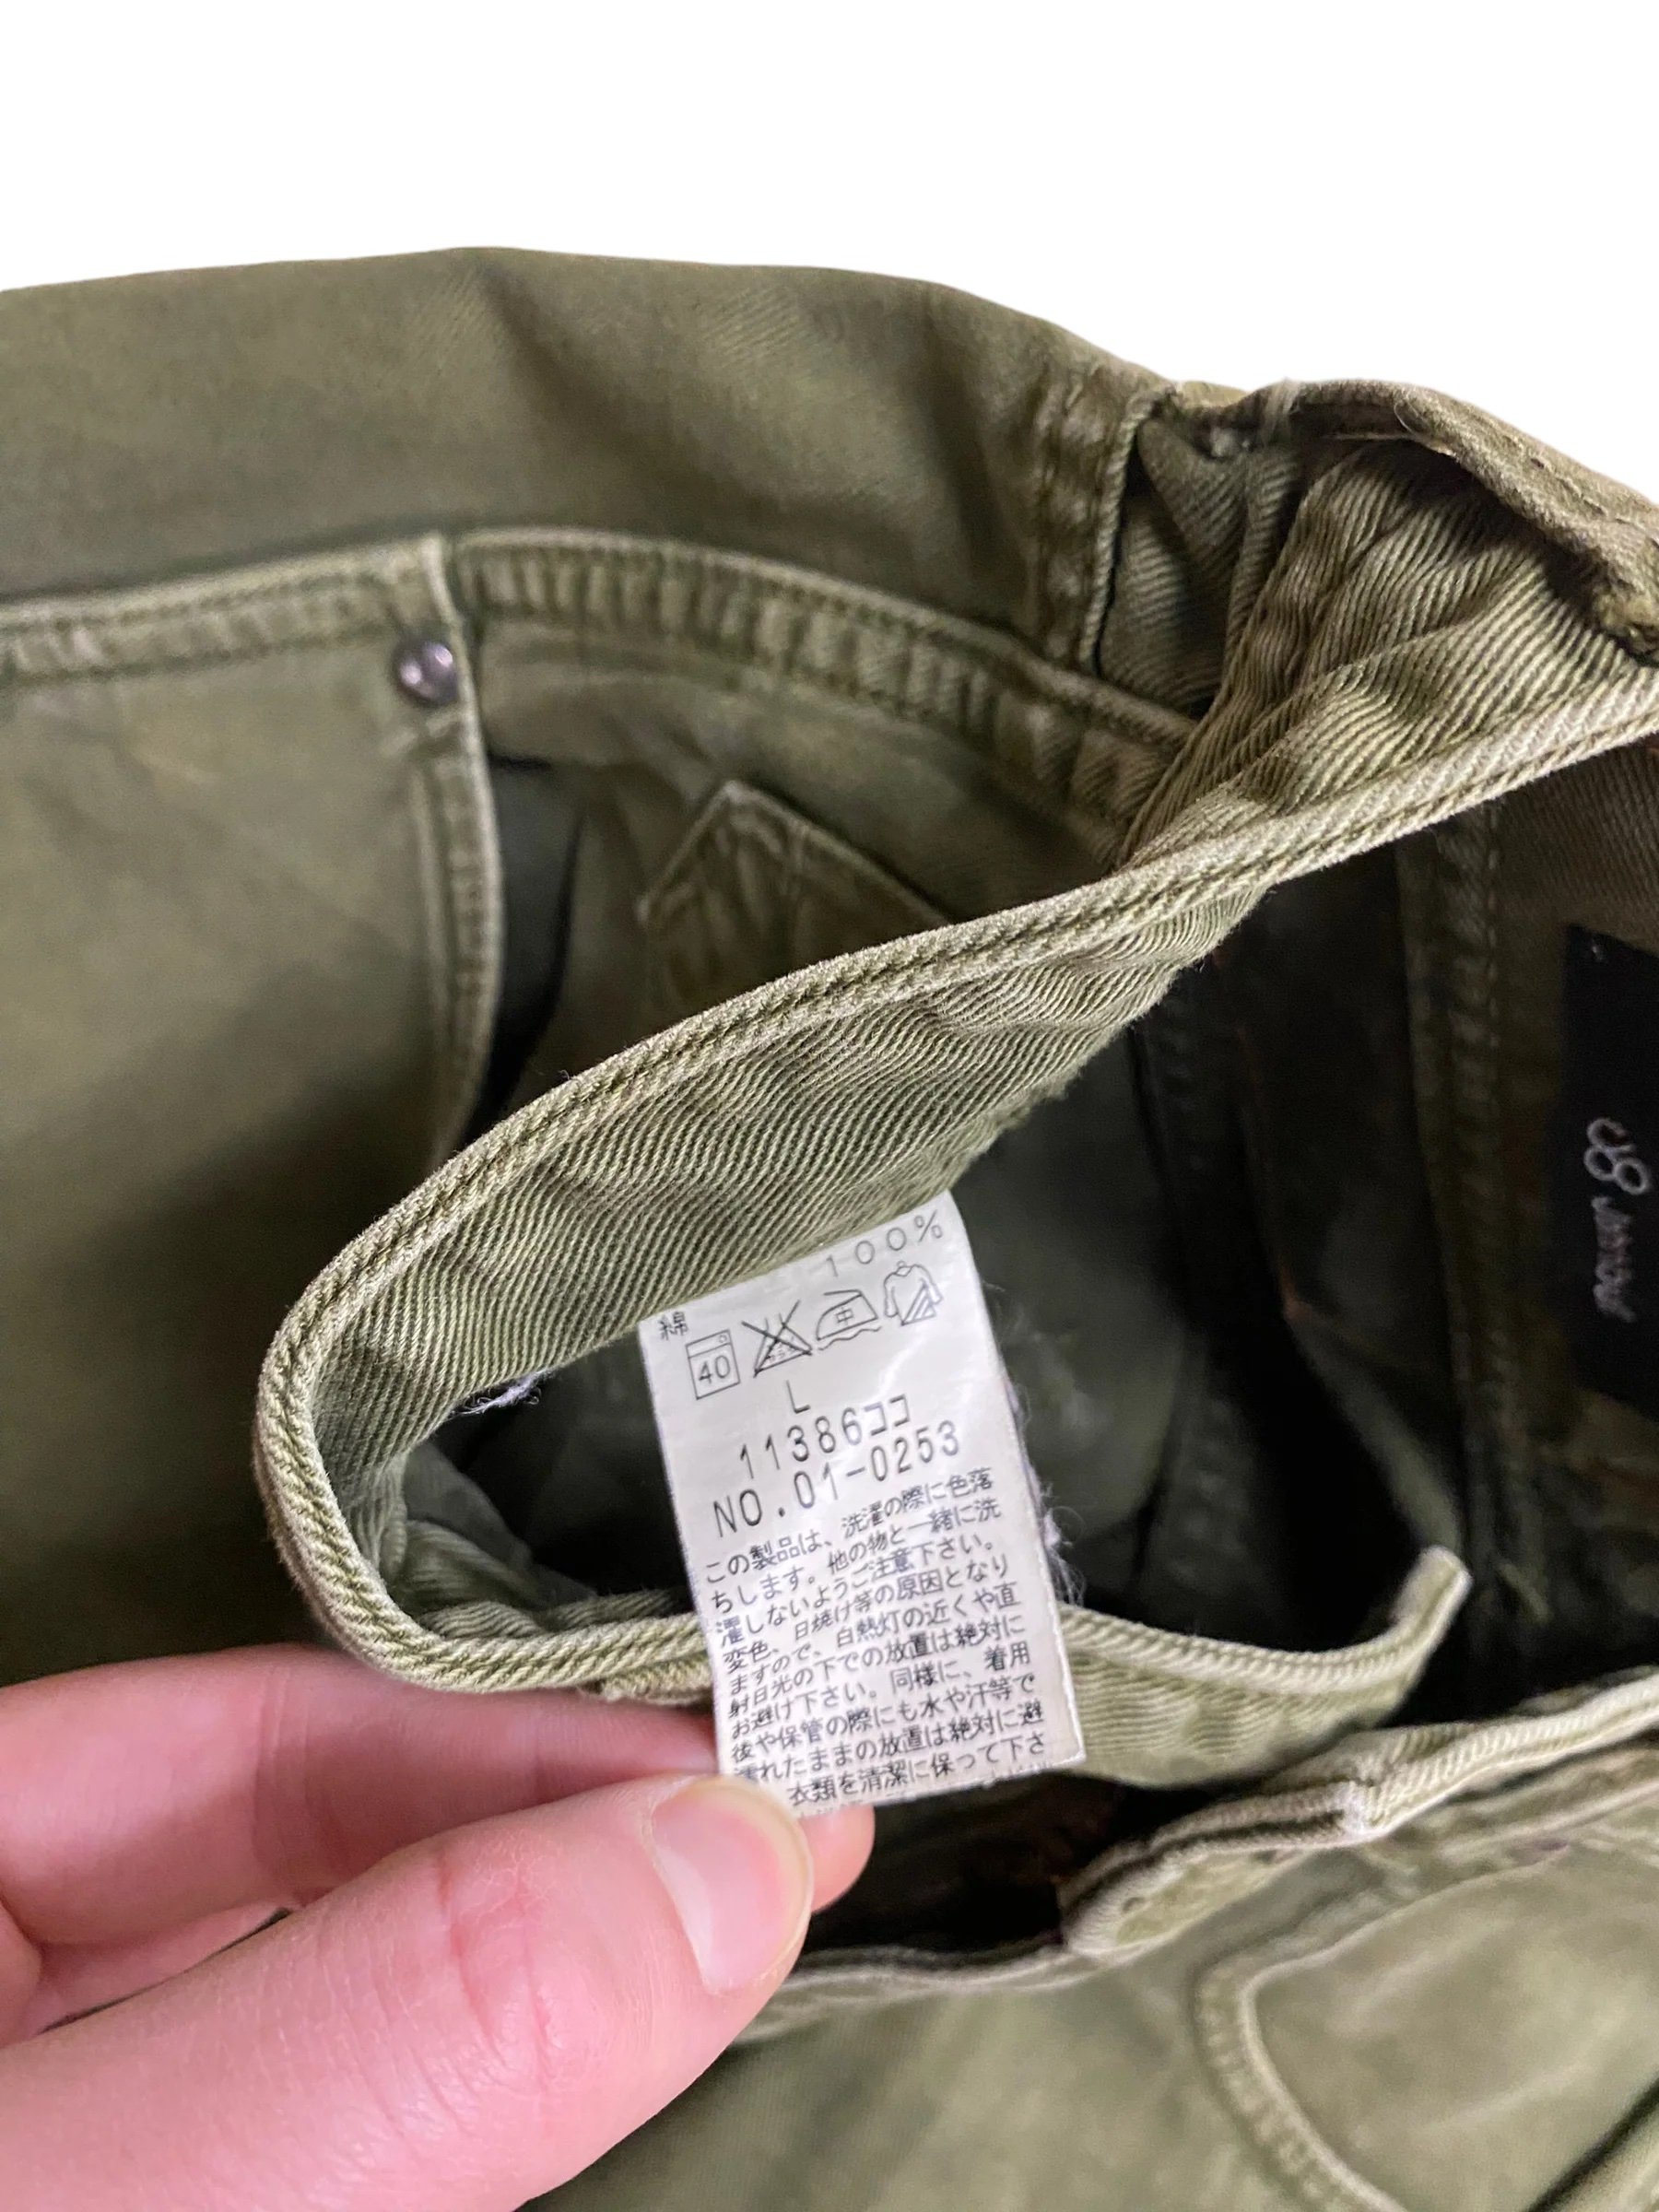 綿 100%
40 中
L
11386ココ
NO.01-0253
この製品は、洗濯の際に色落
ちします。他の物と一緒に洗
濯しないようご注意下さい。
変色、日焼け等の原因となり
ますので、白熱灯の近くや直
射日光の下での放置は絶対に
お避け下さい。同様に、着用
後や保管の際にも水や汗等で
濡れたままの放置は絶対に避
衣類を清潔に保って下さ